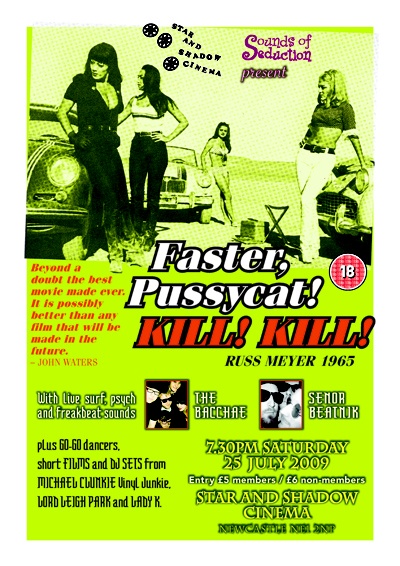 STAR
AND
SHADOW
CINEMA
Sounds of
Seduction
present
Faster,
Pussycat!
KILL! KILL!
18
RUSS MEYER 1965
Beyond a
doubt the best
movie made ever.
It is possibly
better than any
film that will be
made in the
future.
– JOHN WATERS
With live surf, psych
and freakbeat sounds
THE
BACCHAE
SENOR
BEATNIK
plus GO-GO dancers,
short FILMS and DJ SETS from
MICHAEL CLUNKIE Vinyl Junkie,
LORD LEIGH PARK and LADY K.
7.30PM SATURDAY
25 JULY 2009
Entry £5 members / £6 non-members
STAR AND SHADOW
CINEMA
NEWCASTLE NE1 2NP